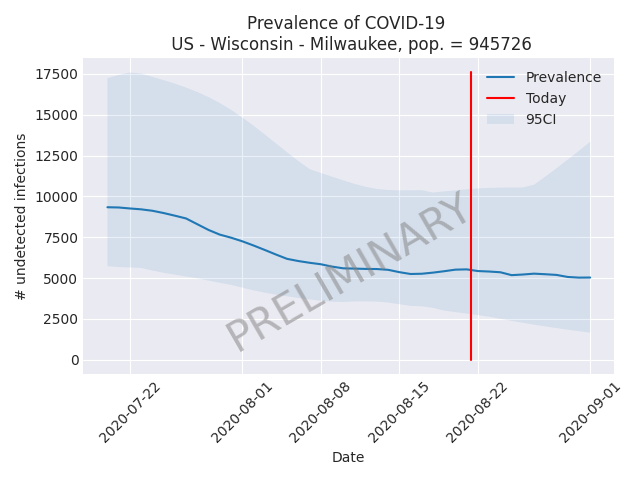 Prevalence of COVID-19
US - Wisconsin - Milwaukee, pop. = 945726
Prevalence
Today
95CI
17500
15000
12500
10000
7500
5000
2500
0
# undetected infections
PRELIMINARY
2020-07-22
2020-08-01
2020-08-08
2020-08-15
2020-08-22
2020-09-01
Date